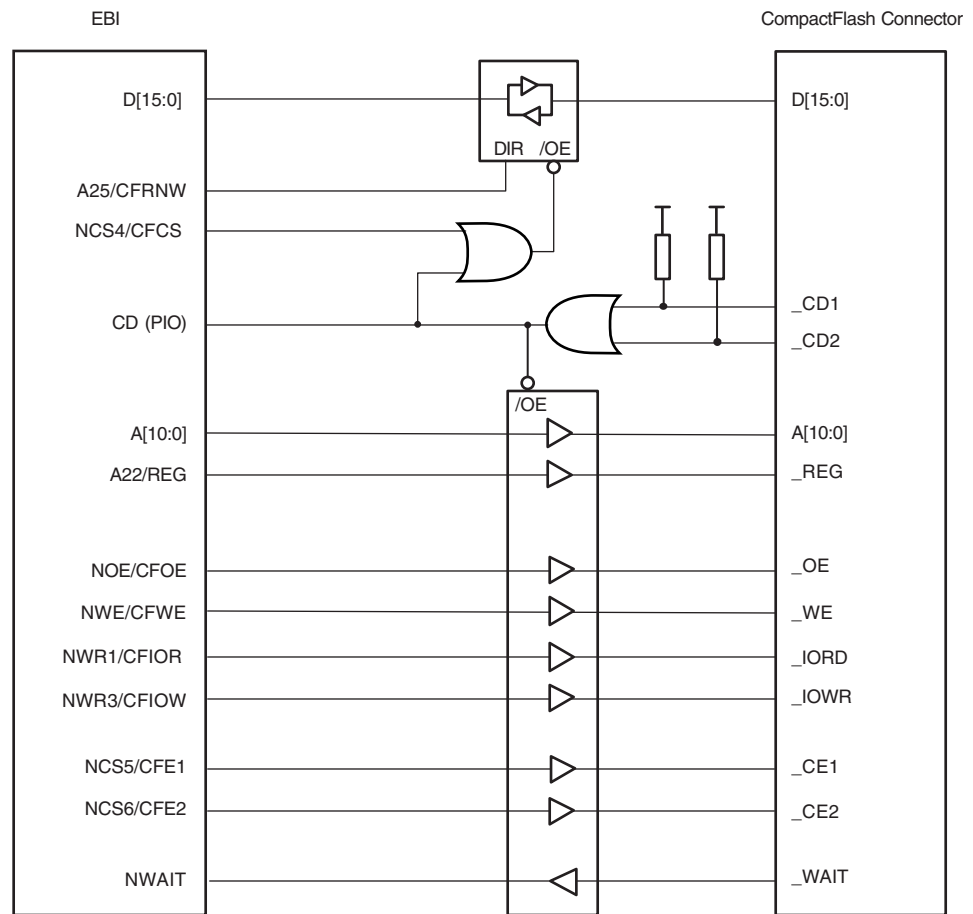 EBI CompactFlash Connector
D[15:0] D[15:0]
DIR /OE
A25/CFRNW
NCS4/CFCS
_CD1
CD (PIO)
_CD2
/OE
A[10:0] A[10:0]
A22/REG _REG
NOE/CFOE _OE
NWE/CFWE _WE
NWR1/CFIOR _IORD
NWR3/CFIOW _IOWR
NCS5/CFE1 _CE1
NCS6/CFE2 _CE2
NWAIT _WAIT